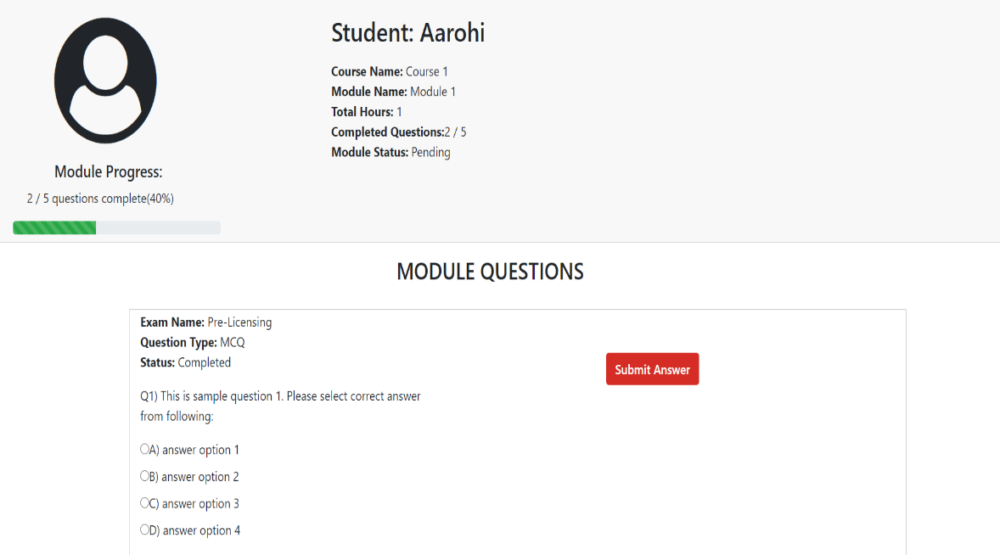 Student: Aarohi
Course Name: Course 1
Module Name: Module 1
Total Hours: 1
Completed Questions:2 / 5
Module Status: Pending
Module Progress:
2 / 5 questions complete(40%)
MODULE QUESTIONS
Exam Name: Pre-Licensing
Question Type: MCQ
Status: Completed
Submit Answer
Q1) This is sample question 1. Please select correct answer
from following:
A) answer option 1
B) answer option 2
C) answer option 3
D) answer option 4